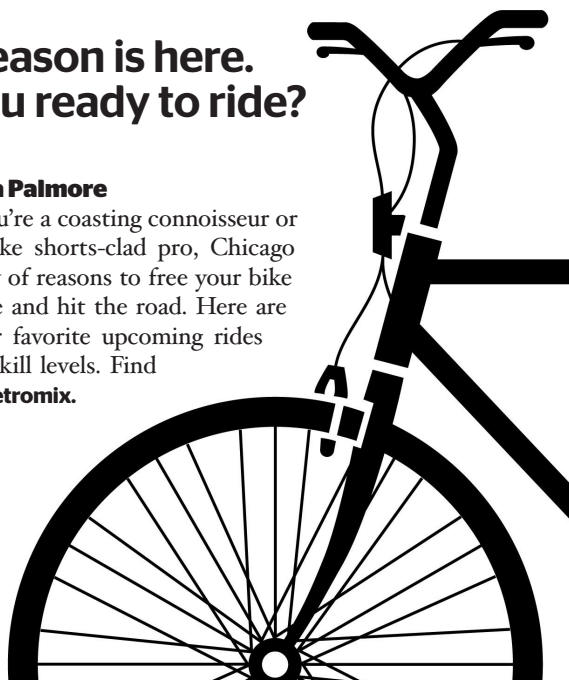 eason is here.
u ready to ride?
n Palmore
u're a coasting connoisseur or
ke shorts-clad pro, Chicago
y of reasons to free your bike
e and hit the road. Here are
r favorite upcoming rides
kill levels. Find
etromix.